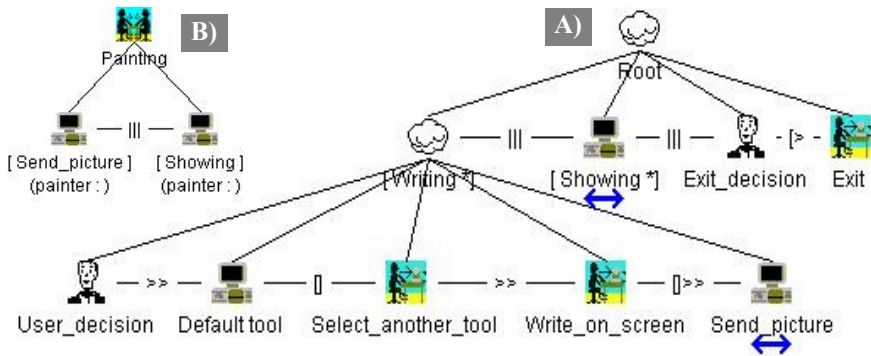 B)
Painting
|||
[ Send_picture ] [ Showing ]
(painter : ) (painter : )
A)
Root
||| ||| [>
[ Writing *] [ Showing *] Exit_decision Exit
>> [] >> []>>
User_decision Default tool Select_another_tool Write_on_screen Send_picture